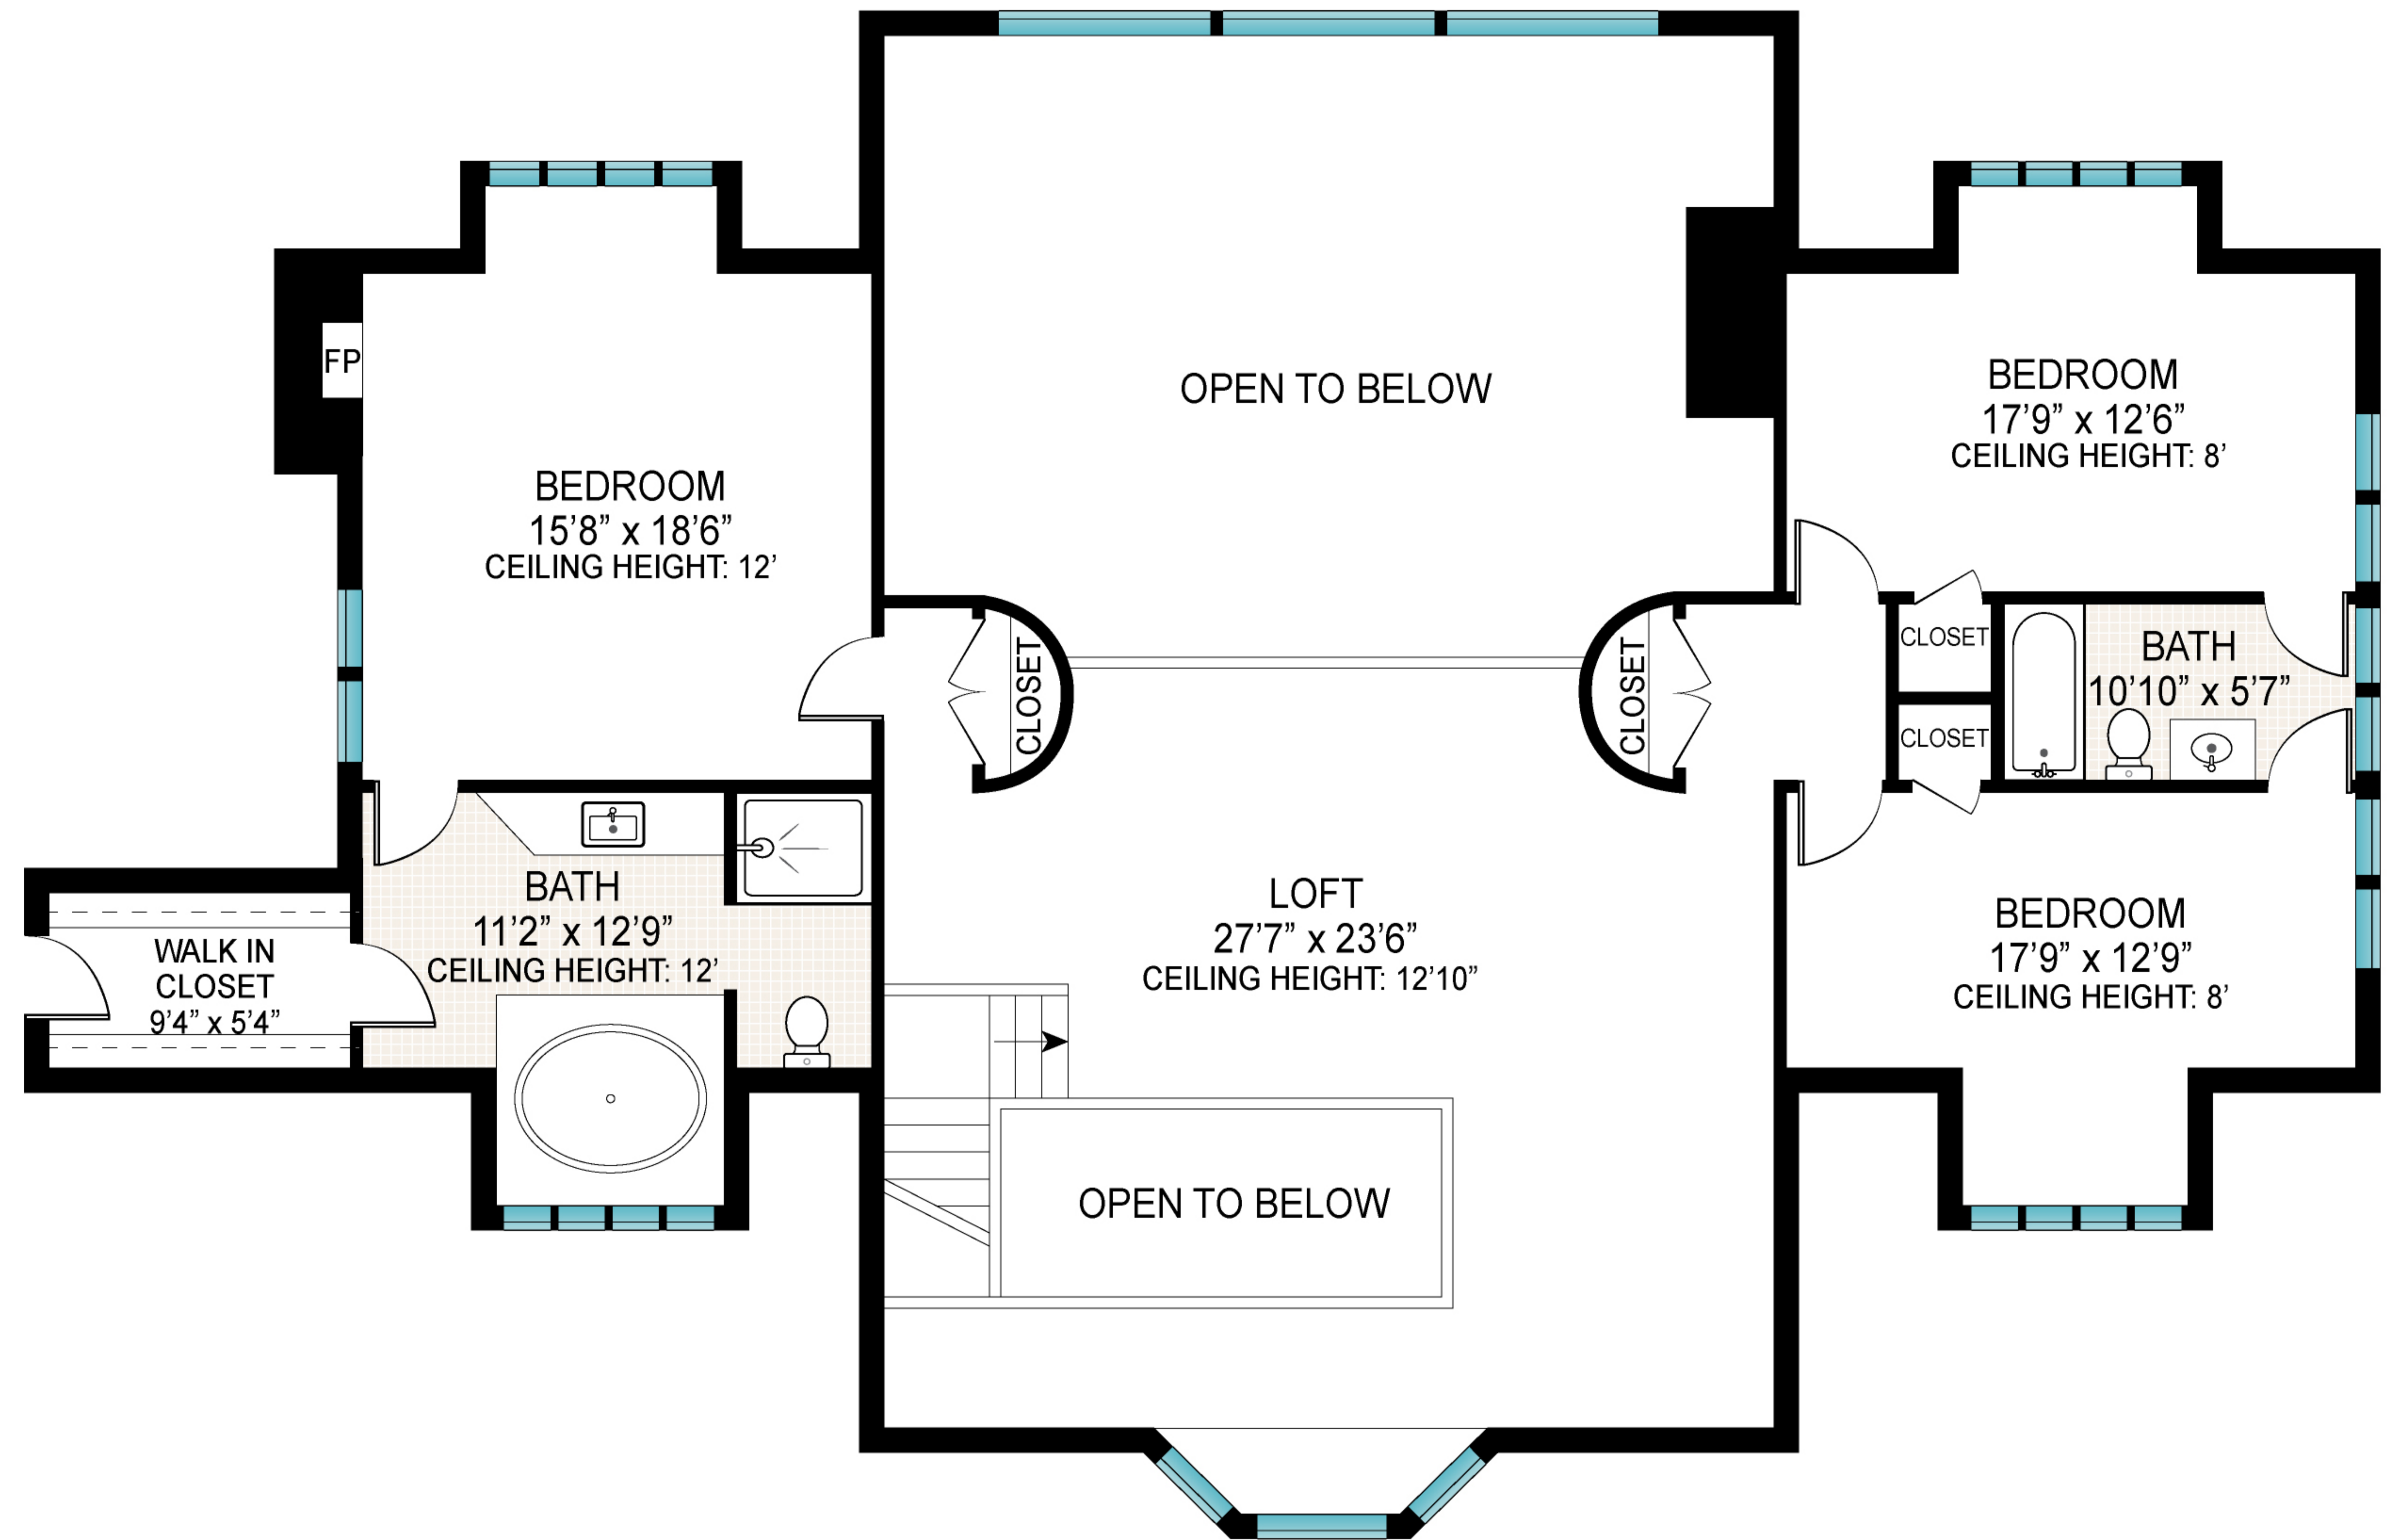 OPEN TO BELOW
FP
BEDROOM
15’8” x 18’6”
CEILING HEIGHT: 12’
BEDROOM
17’9” x 12’6”
CEILING HEIGHT: 8’
CLOSET
CLOSET
CLOSET
CLOSET
BATH
10’10” x 5’7”
BATH
11’2” x 12’9”
CEILING HEIGHT: 12’
WALK IN
CLOSET
9’4” x 5’4”
LOFT
27’7” x 23’6”
CEILING HEIGHT: 12’10”
BEDROOM
17’9” x 12’9”
CEILING HEIGHT: 8’
OPEN TO BELOW